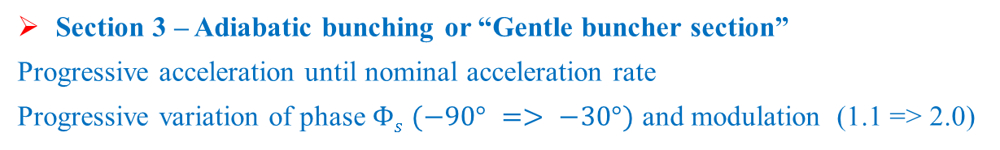 ➢ Section 3 – Adiabatic bunching or “Gentle buncher section”
Progressive acceleration until nominal acceleration rate
Progressive variation of phase Φₛ (−90° => −30°) and modulation (1.1 => 2.0)